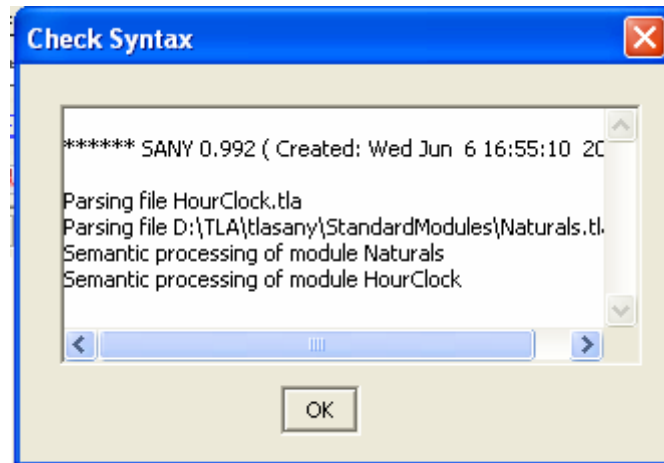 Check Syntax
****** SANY 0.992 ( Created: Wed Jun 6 16:55:10 20
Parsing file HourClock.tla
Parsing file D:\TLA\tlasany\StandardModules\Naturals.tl
Semantic processing of module Naturals
Semantic processing of module HourClock
OK